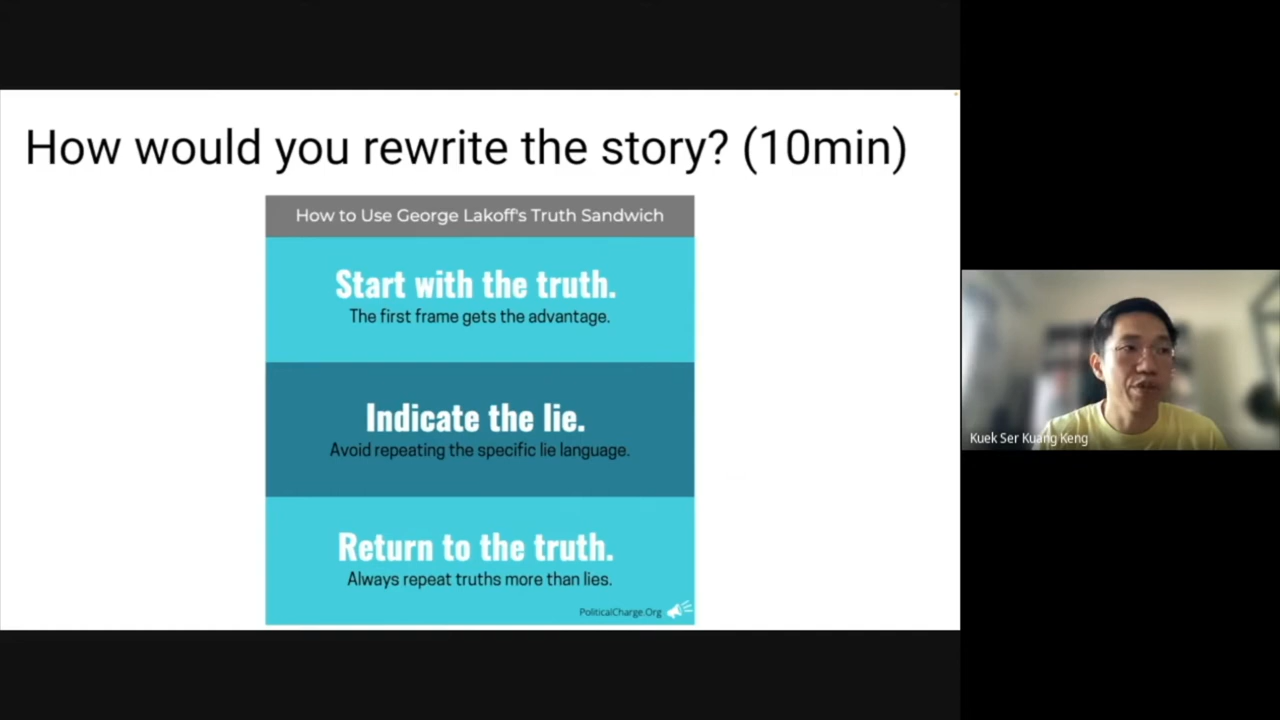 How would you rewrite the story? (10min)
How to Use George Lakoff's Truth Sandwich
Start with the truth.
The first frame gets the advantage.
Indicate the lie.
Avoid repeating the specific lie language.
Return to the truth.
Always repeat truths more than lies.
PoliticalCharge.Org
Kuek Ser Kuang Keng